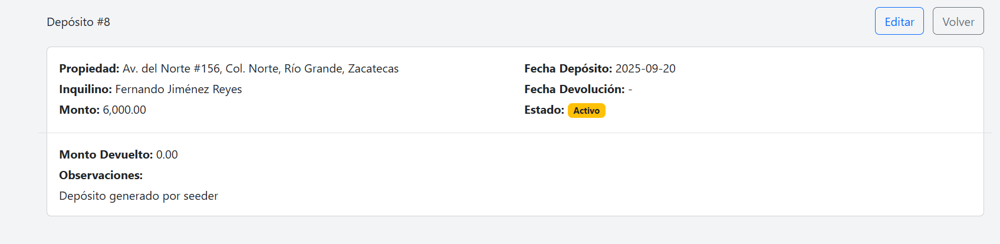 Depósito #8
Editar
Volver
Propiedad: Av. del Norte #156, Col. Norte, Río Grande, Zacatecas
Inquilino: Fernando Jiménez Reyes
Monto: 6,000.00
Fecha Depósito: 2025-09-20
Fecha Devolución: -
Estado: Activo
Monto Devuelto: 0.00
Observaciones:
Depósito generado por seeder